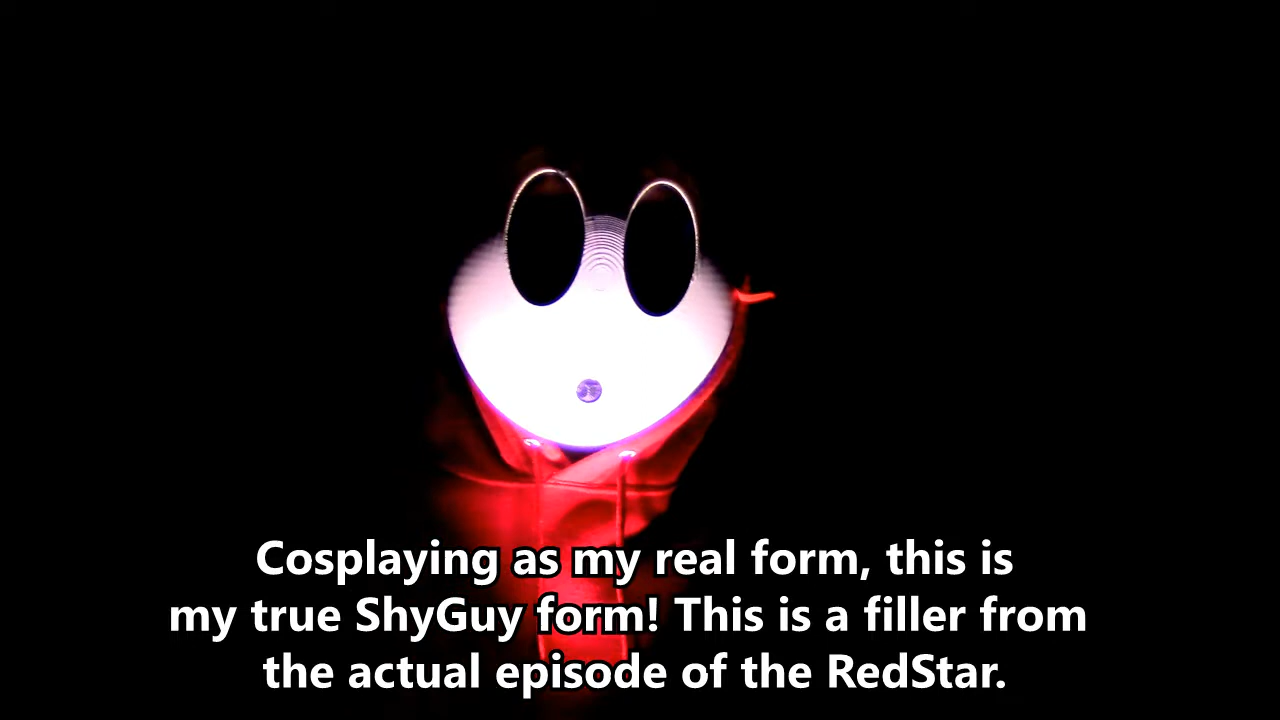 Cosplaying as my real form, this is
my true ShyGuy form! This is a filler from
the actual episode of the RedStar.